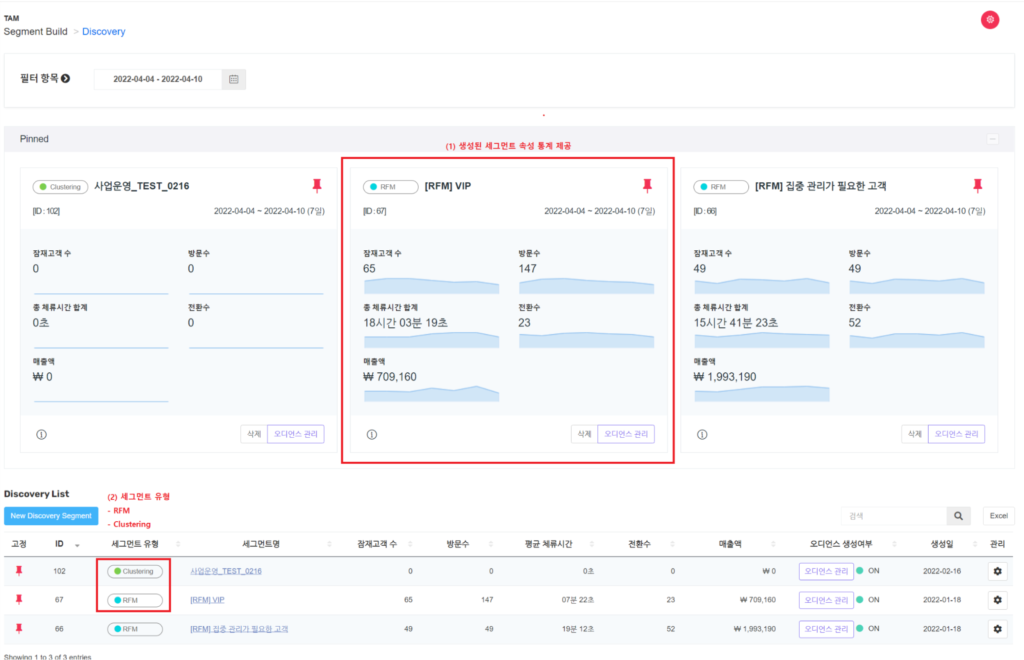 TAM
Segment Build > Discovery
필터 항목
2022-04-04 - 2022-04-10
Pinned
(1) 생성된 세그먼트 속성 통계 제공
Clustering 사업운영_TEST_0216
[ID : 102] 2022-04-04 ~ 2022-04-10 (7일)
잠재고객 수 방문수
0 0
총 체류시간 합계 전환수
0초 0
매출액
₩ 0
삭제 오디언스 관리
RFM [RFM] VIP
[ID : 67] 2022-04-04 ~ 2022-04-10 (7일)
잠재고객 수 방문수
65 147
총 체류시간 합계 전환수
18시간 03분 19초 23
매출액
₩ 709,160
삭제 오디언스 관리
RFM [RFM] 집중 관리가 필요한 고객
[ID : 66] 2022-04-04 ~ 2022-04-10 (7일)
잠재고객 수 방문수
49 49
총 체류시간 합계 전환수
15시간 41분 23초 52
매출액
₩ 1,993,190
삭제 오디언스 관리
Discovery List
(2) 세그먼트 유형
- RFM
- Clustering
New Discovery Segment
검색 Excel
고정 ID 세그먼트 유형 세그먼트명 잠재고객 수 방문수 평균 체류시간 전환수 매출액 오디언스 생성여부 생성일 관리
102 Clustering 사업운영_TEST_0216 0 0 0초 0 ₩ 0 오디언스 관리 ON 2022-02-16
67 RFM [RFM] VIP 65 147 07분 22초 23 ₩ 709,160 오디언스 관리 ON 2022-01-18
66 RFM [RFM] 집중 관리가 필요한 고객 49 49 19분 12초 52 ₩ 1,993,190 오디언스 관리 ON 2022-01-18
Showing 1 to 3 of 3 entries